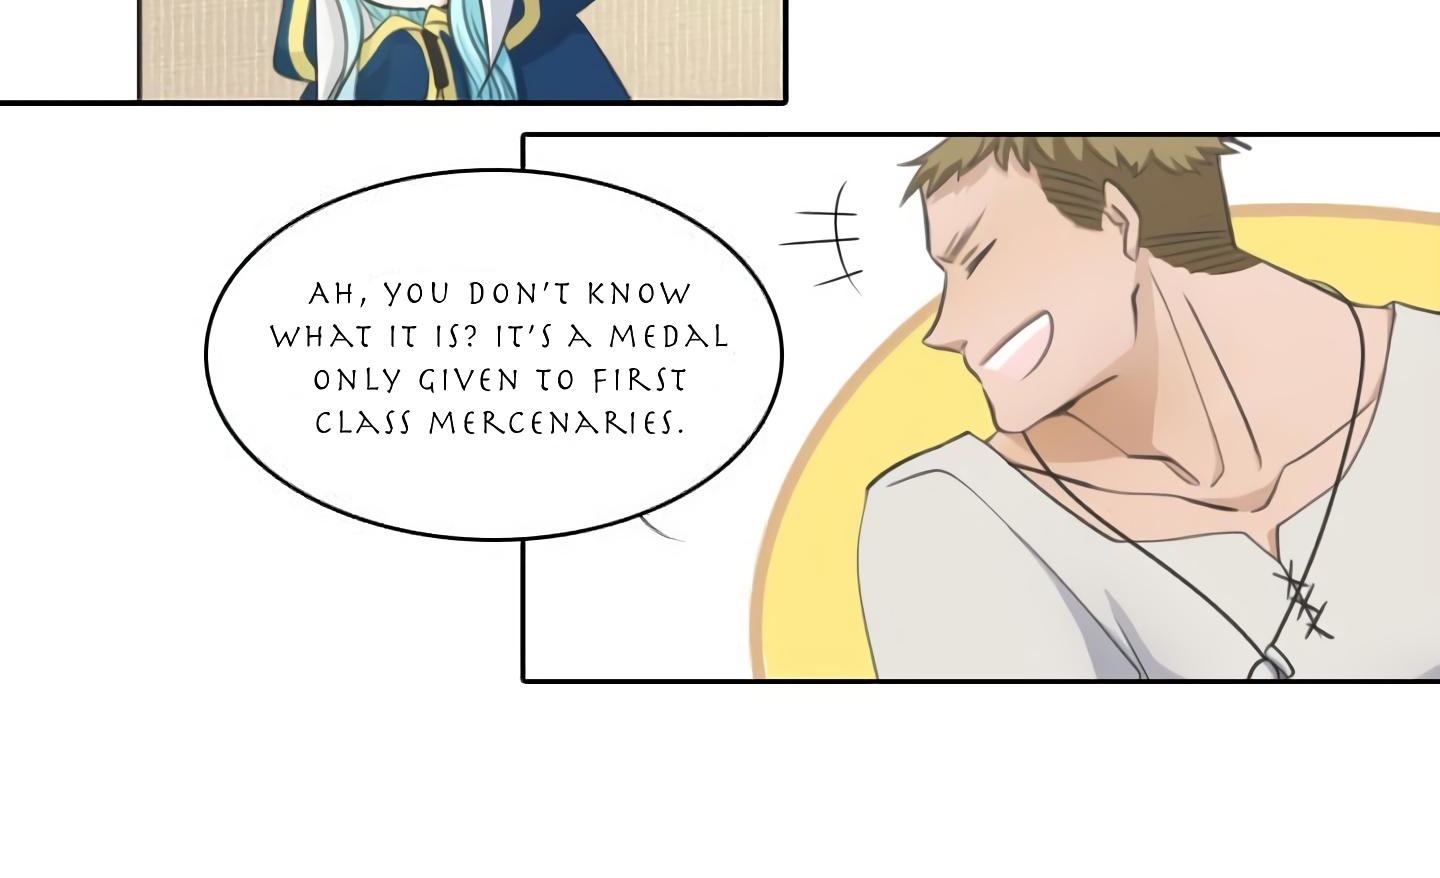 AH, YOU DON'T KNOW
WHAT IT IS? IT'S A MEDAL
ONLY GIVEN TO FIRST
CLASS MERCENARIES.